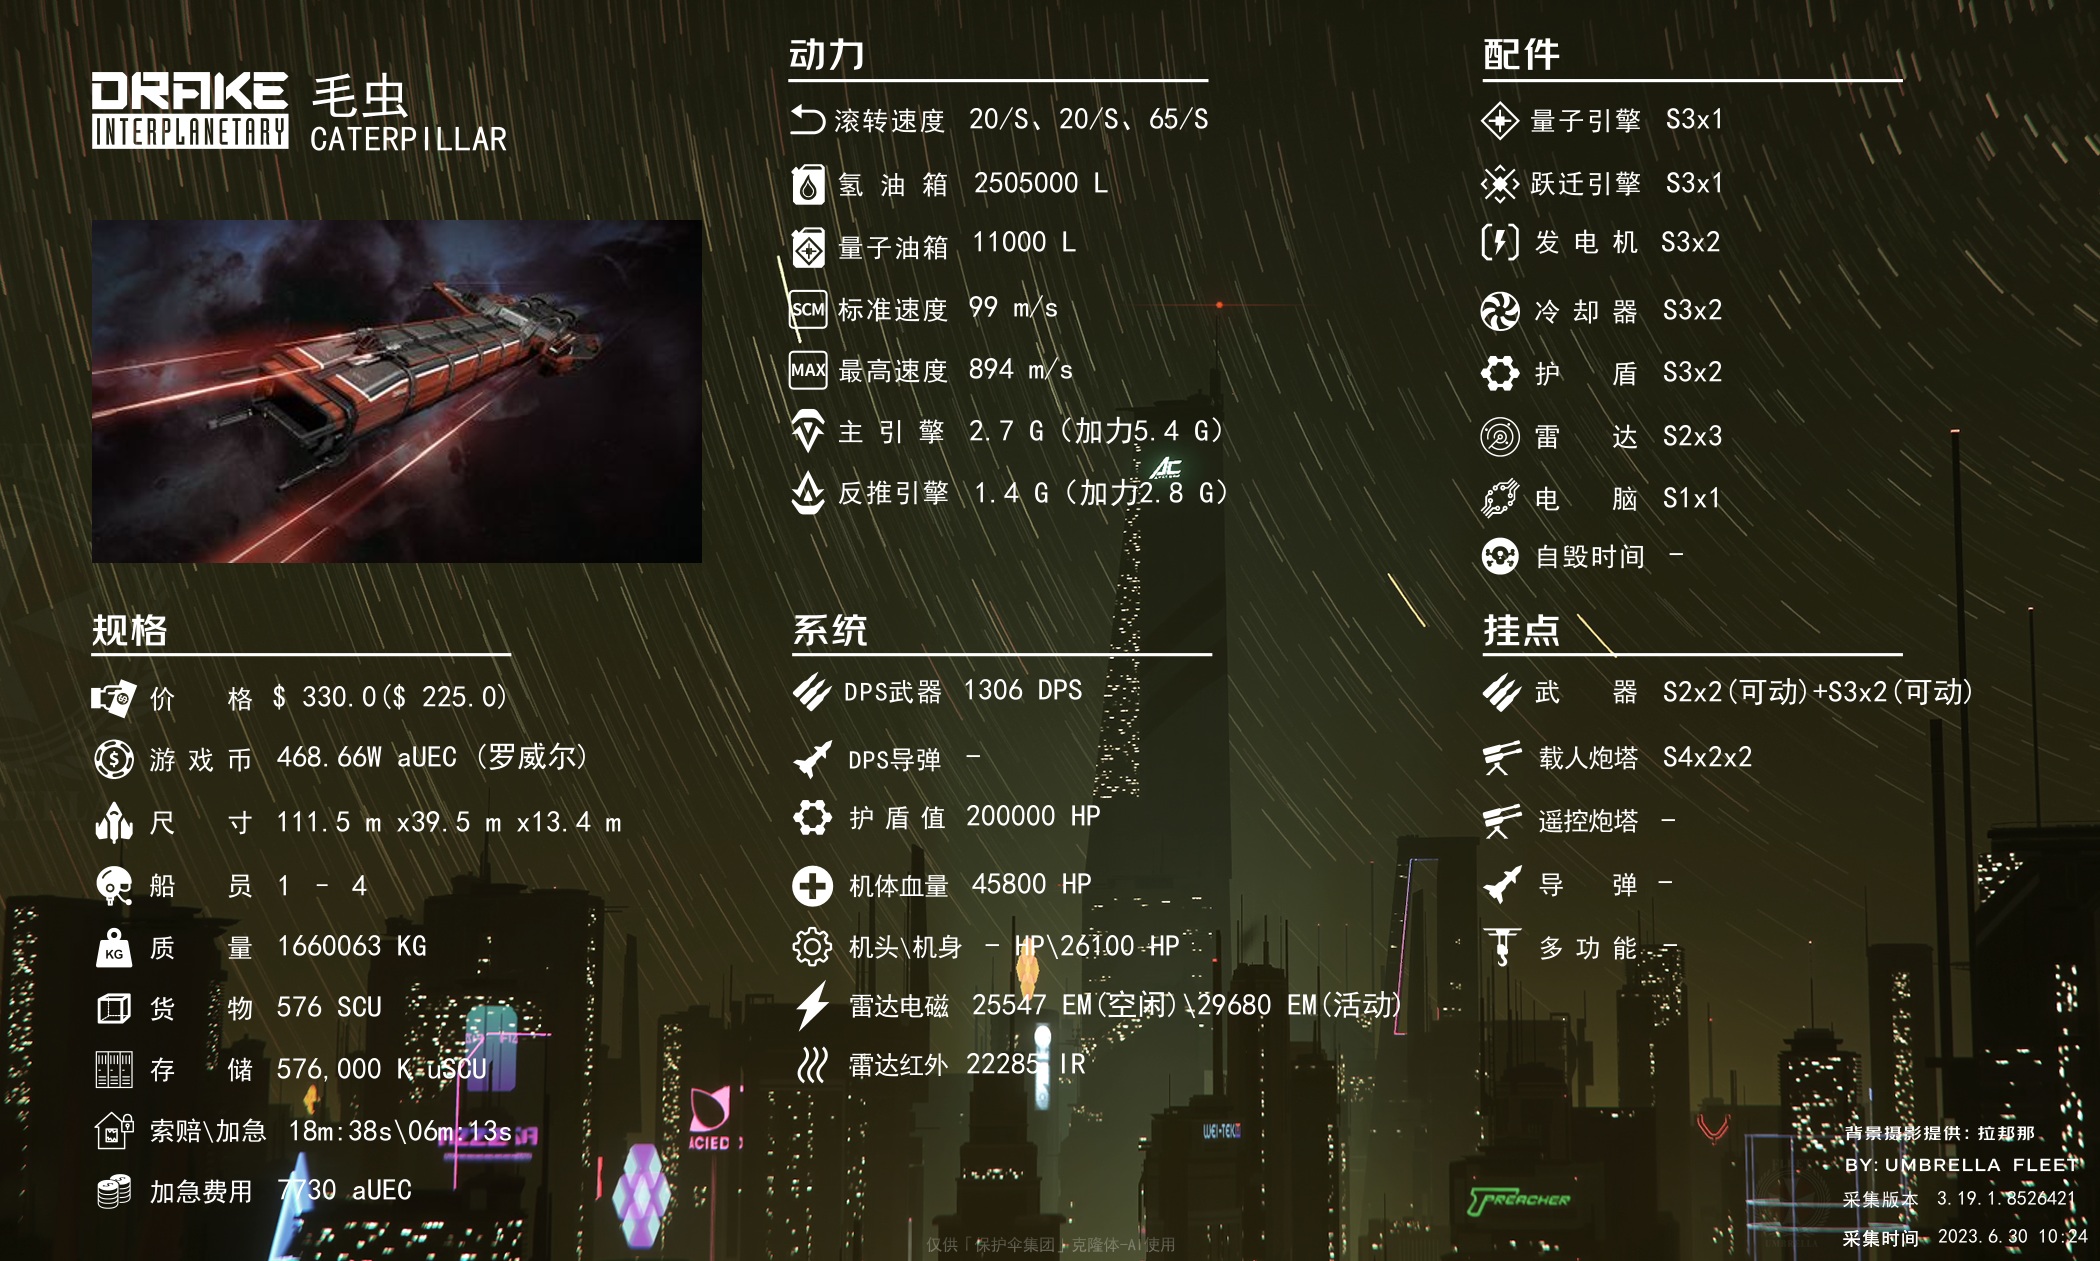 DRAKE
INTERPLANETARY
毛虫
CATERPILLAR
动力
滚转速度 20/S、20/S、65/S
氢油箱 2505000 L
量子油箱 11000 L
SCM 标准速度 99 m/s
MAX 最高速度 894 m/s
主引擎 2.7 G（加力5.4 G）
反推引擎 1.4 G（加力2.8 G）
配件
量子引擎 S3x1
跃迁引擎 S3x1
发电机 S3x2
冷却器 S3x2
护盾 S3x2
雷达 S2x3
电脑 S1x1
自毁时间 -
规格
价格 $ 330.0($ 225.0)
游戏币 468.66W aUEC (罗威尔)
尺寸 111.5 m x39.5 m x13.4 m
船员 1 - 4
KG 质量 1660063 KG
货物 576 SCU
存储 576,000 K uSCU
索赔\加急 18m:38s\06m:13s
加急费用 7730 aUEC
系统
DPS武器 1306 DPS
DPS导弹 -
护盾值 200000 HP
机体血量 45800 HP
机头\机身 - HP\26100 HP
雷达电磁 25547 EM(空闲)\29680 EM(活动)
雷达红外 22285 IR
挂点
武器 S2x2(可动)+S3x2(可动)
载人炮塔 S4x2x2
遥控炮塔 -
导弹 -
多功能 -
AC
ACIED
WEI-TEK
PREACHER
背景摄影提供: 拉邦那
BY: UMBRELLA FLEET
采集版本 3.19.1.8526421
采集时间 2023.6.30 10:24
仅供「保护伞集团」克隆体-AI使用